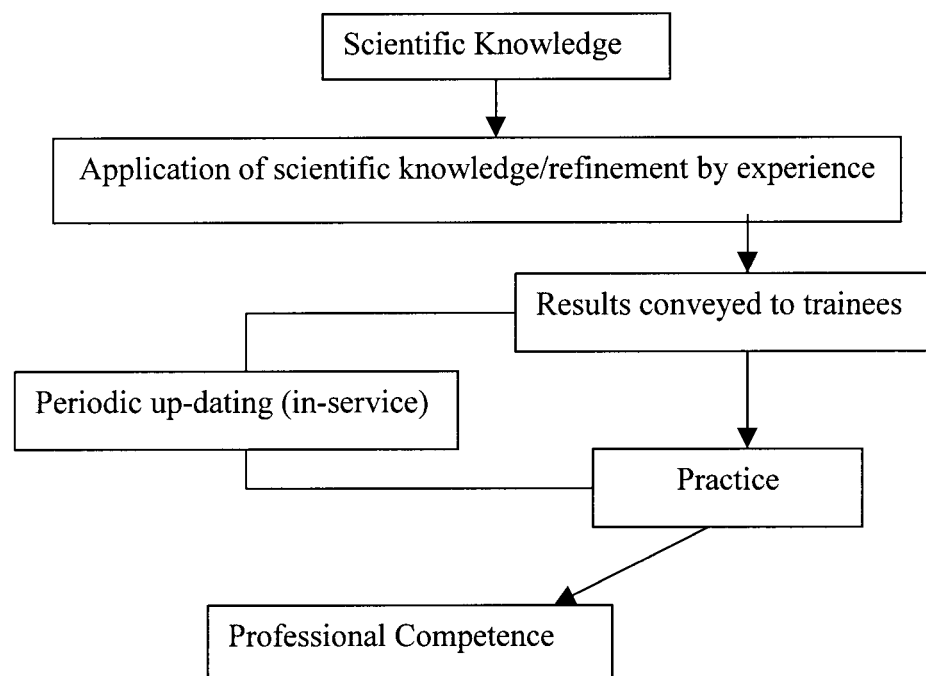 Scientific Knowledge
Application of scientific knowledge/refinement by experience
Results conveyed to trainees
Periodic up-dating (in-service)
Practice
Professional Competence